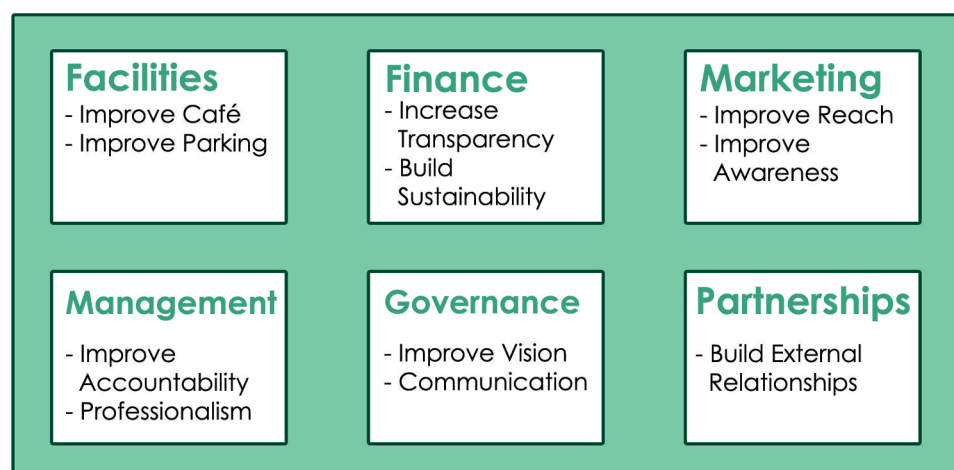 Facilities
- Improve Café
- Improve Parking
Finance
- Increase
Transparency
- Build
Sustainability
Marketing
- Improve Reach
- Improve
Awareness
Management
- Improve
Accountability
- Professionalism
Governance
- Improve Vision
- Communication
Partnerships
- Build External
Relationships